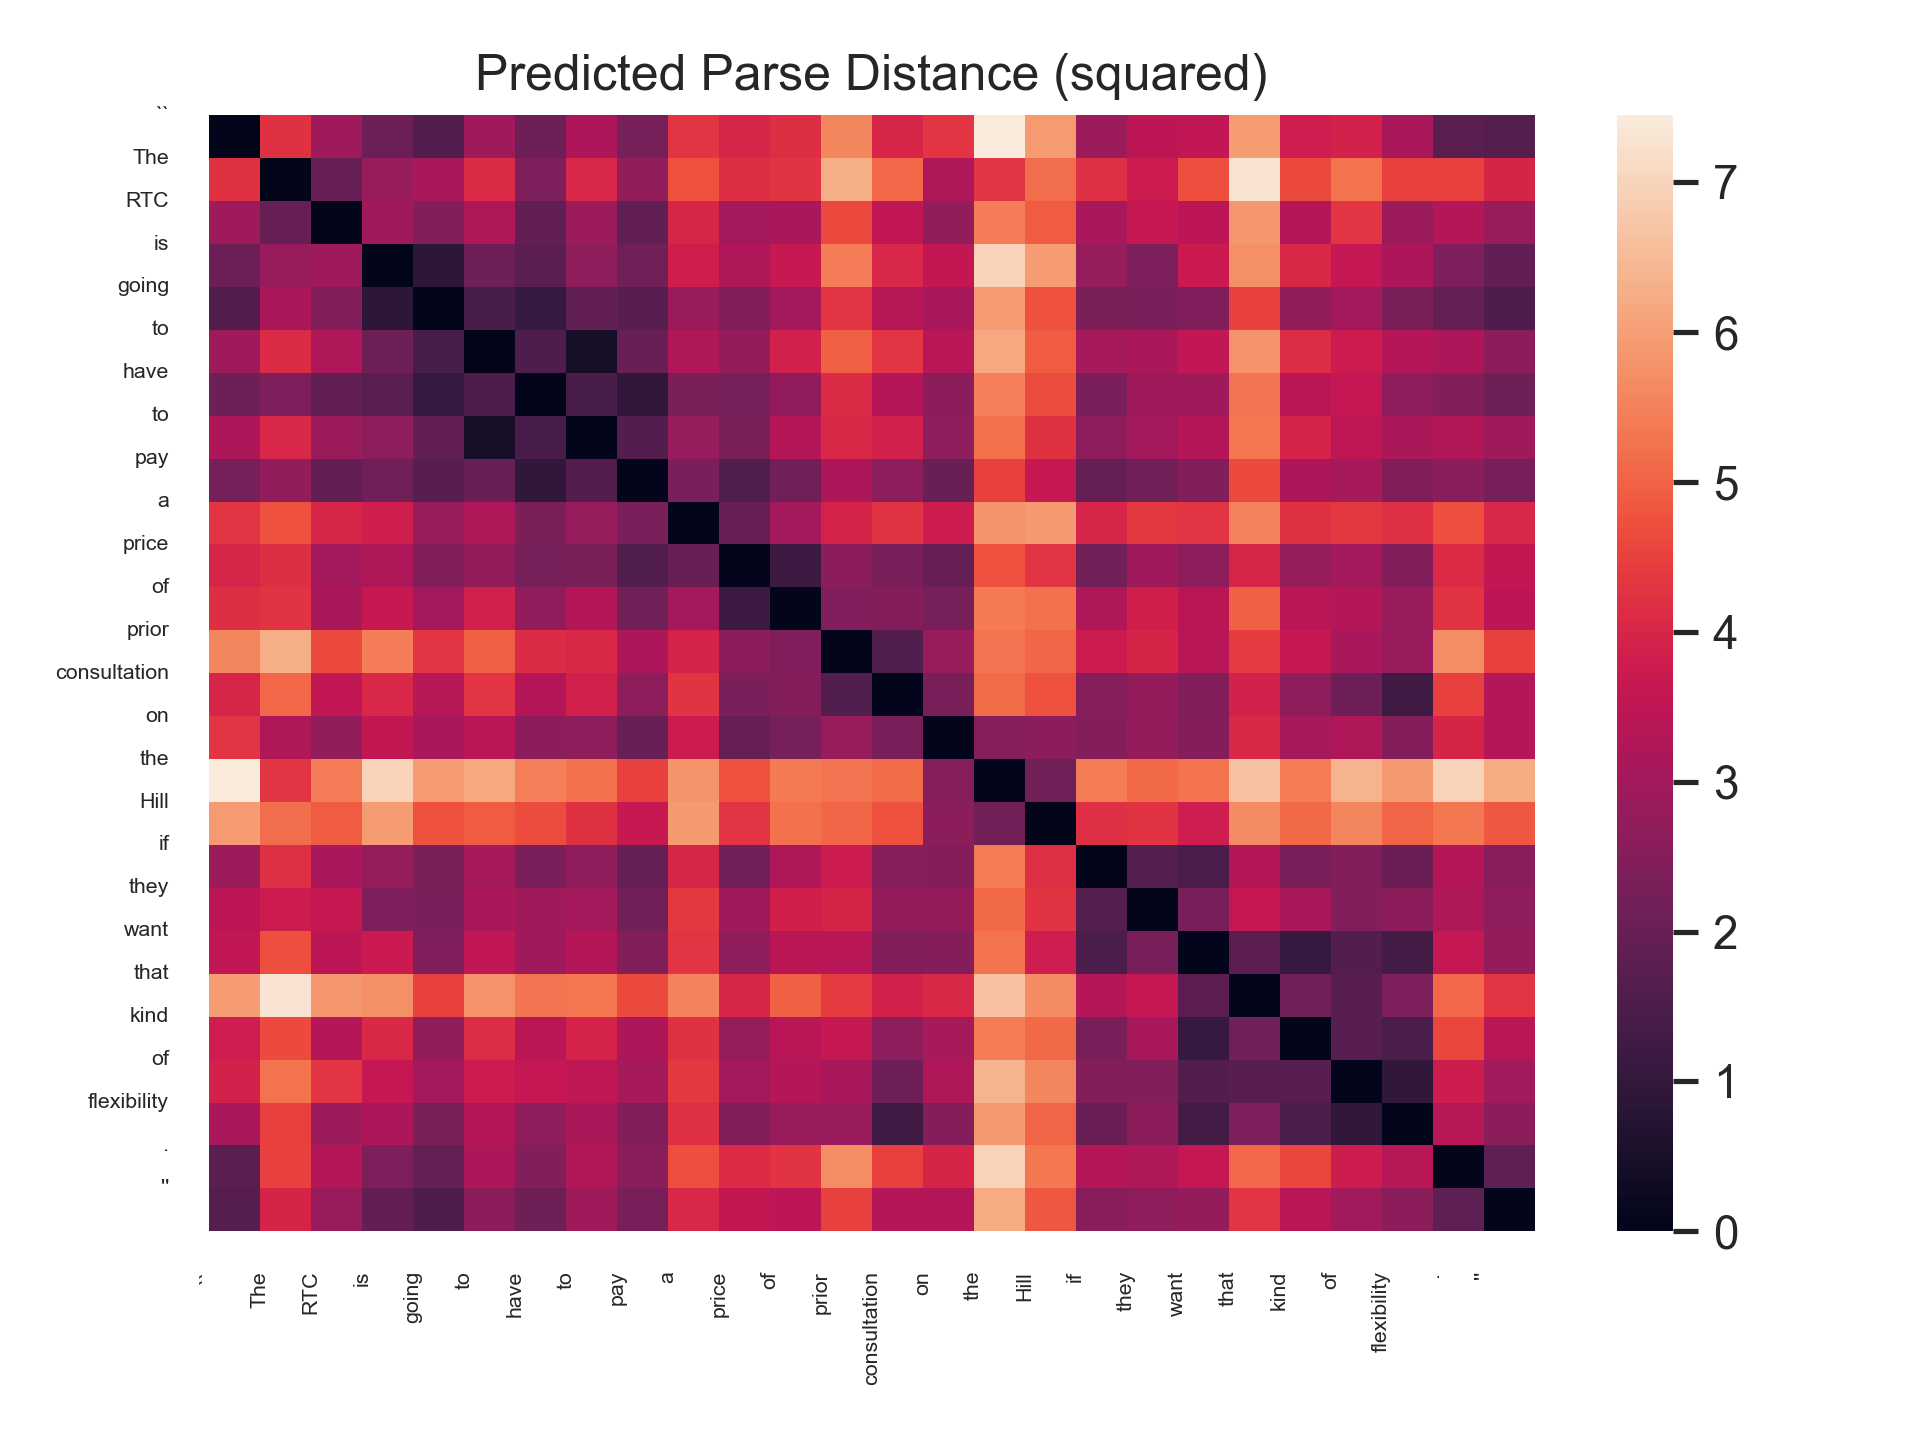 Predicted Parse Distance (squared)
``
The
RTC
is
going
to
have
to
pay
a
price
of
prior
consultation
on
the
Hill
if
they
want
that
kind
of
flexibility
.
''
7
6
5
4
3
2
1
0
`` The RTC is going to have to pay a price of prior consultation on the Hill if they want that kind of flexibility . ''